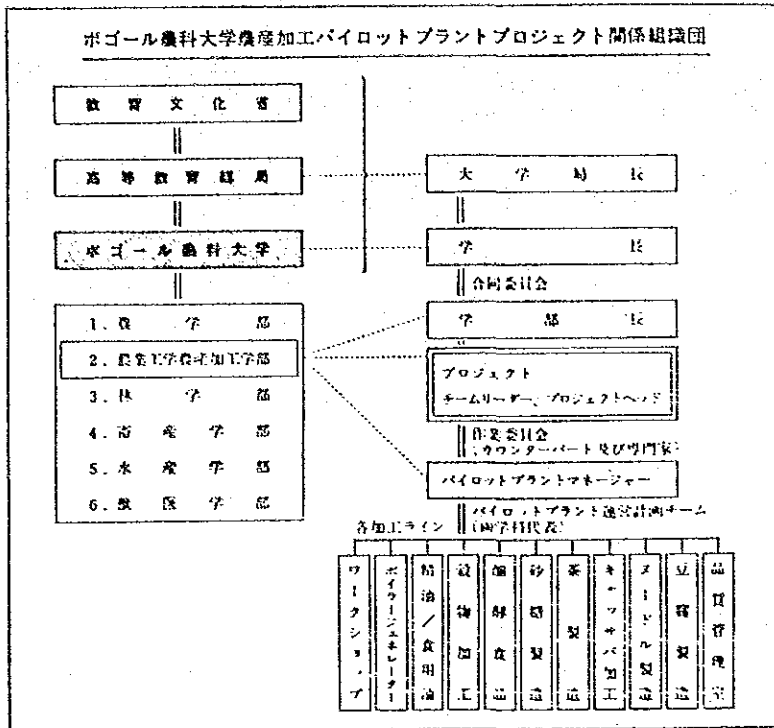 ボゴール農科大学農産加工パイロットプラントプロジェクト関係組織図
教育文化省
高等教育総局
ボゴール農科大学
1. 農学部
2. 農業工学農産加工学部
3. 林学部
4. 畜産学部
5. 水産学部
6. 獣医学部
大学局長
学長
合同委員会
学部長
プロジェクト
チームリーダー、プロジェクトヘッド
作業委員会
(カウンターパート及び専門家)
パイロットプラントマネージャー
パイロットプラント運営計画チーム
(両学科代表)
各加工ライン
ワークショップ
ボイラージェネレーター
精油/食用油
穀物加工
醗酵食品
砂糖製造
茶製造
キャッサバ加工
ヌードル製造
豆腐製造
品質管理室